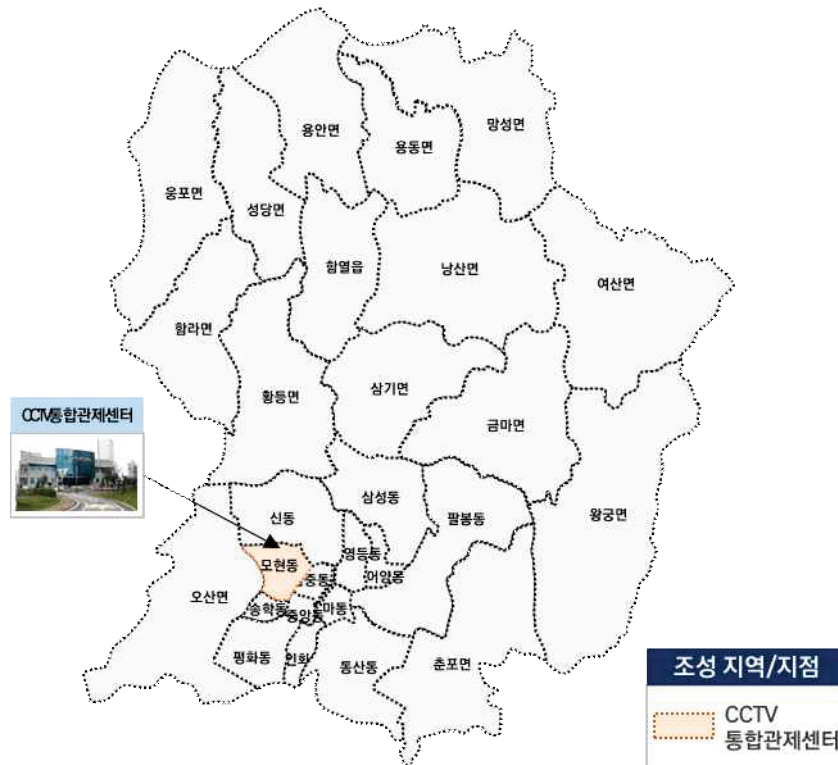 용안면
용동면
망성면
웅포면
성당면
함열읍
낭산면
여산면
함라면
황등면
삼기면
금마면
CCTV통합관제센터
신동
삼성동
팔봉동
왕궁면
모현동
영등동
중동
어양동
오산면
송학동
중앙동
마동
평화동
인화
동산동
춘포면
조성 지역/지점
CCTV
통합관제센터